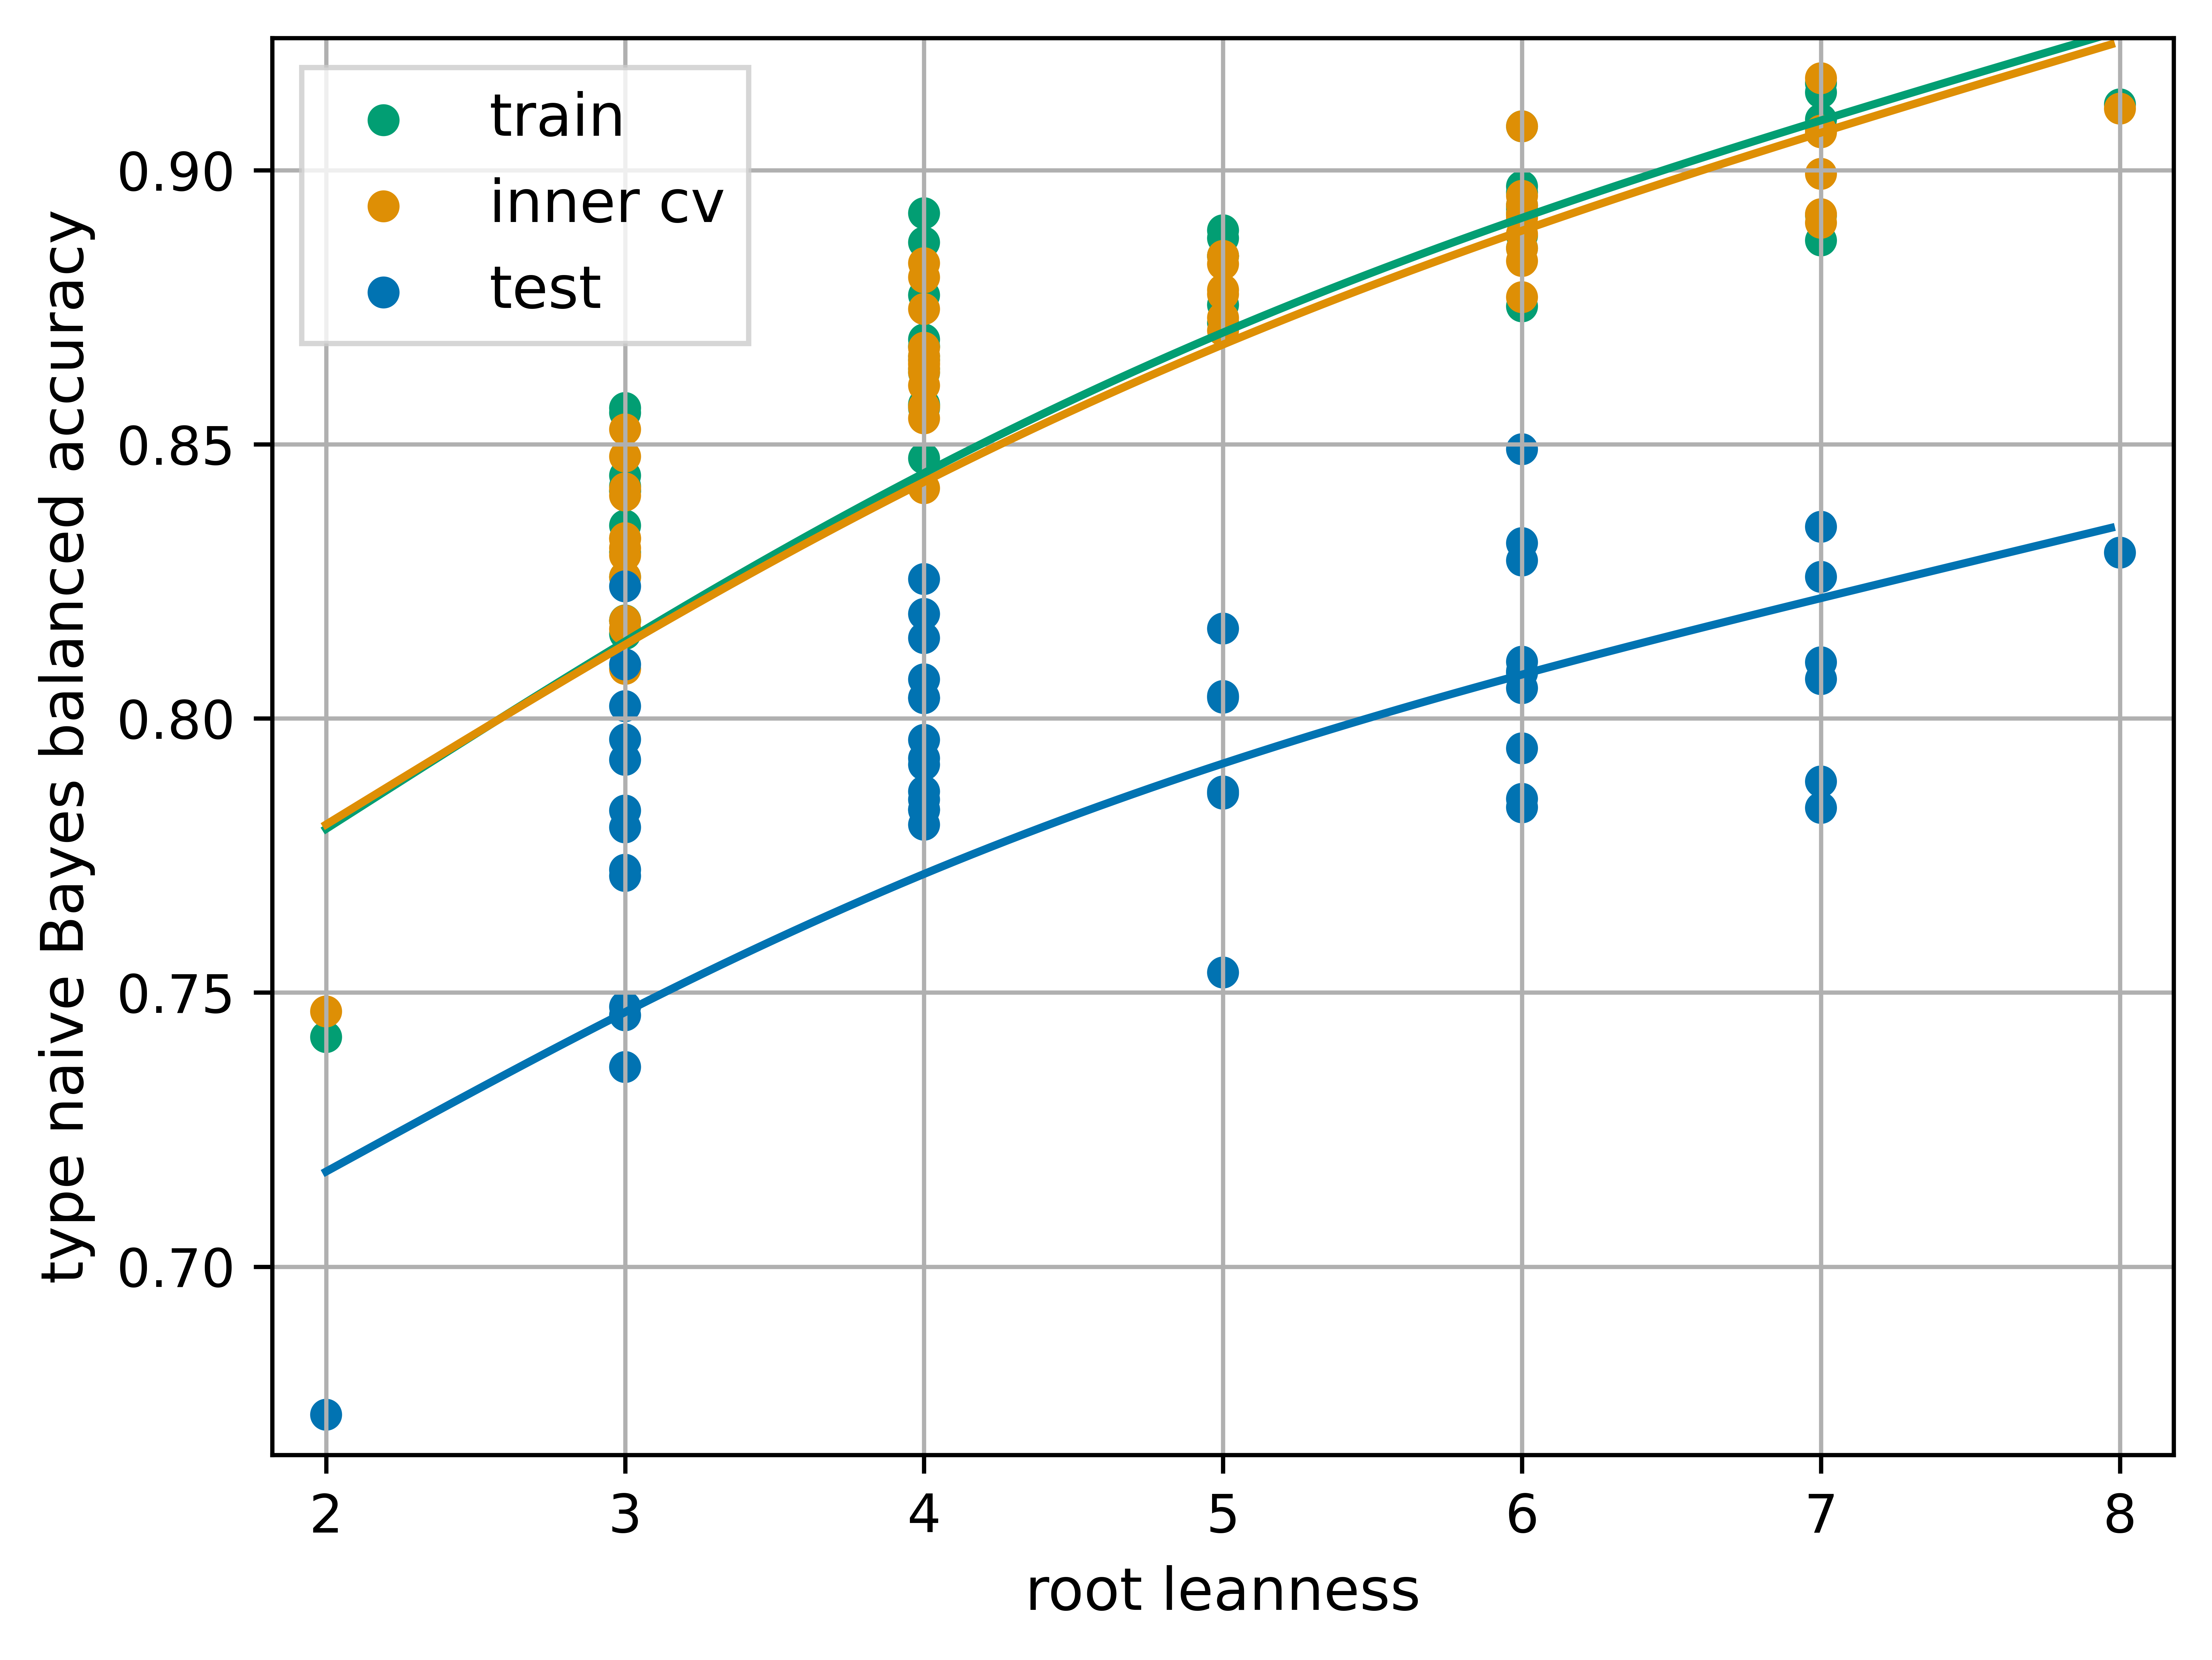 train
inner cv
test
0.90
0.85
0.80
0.75
0.70
type naive Bayes balanced accuracy
2 3 4 5 6 7 8
root leanness